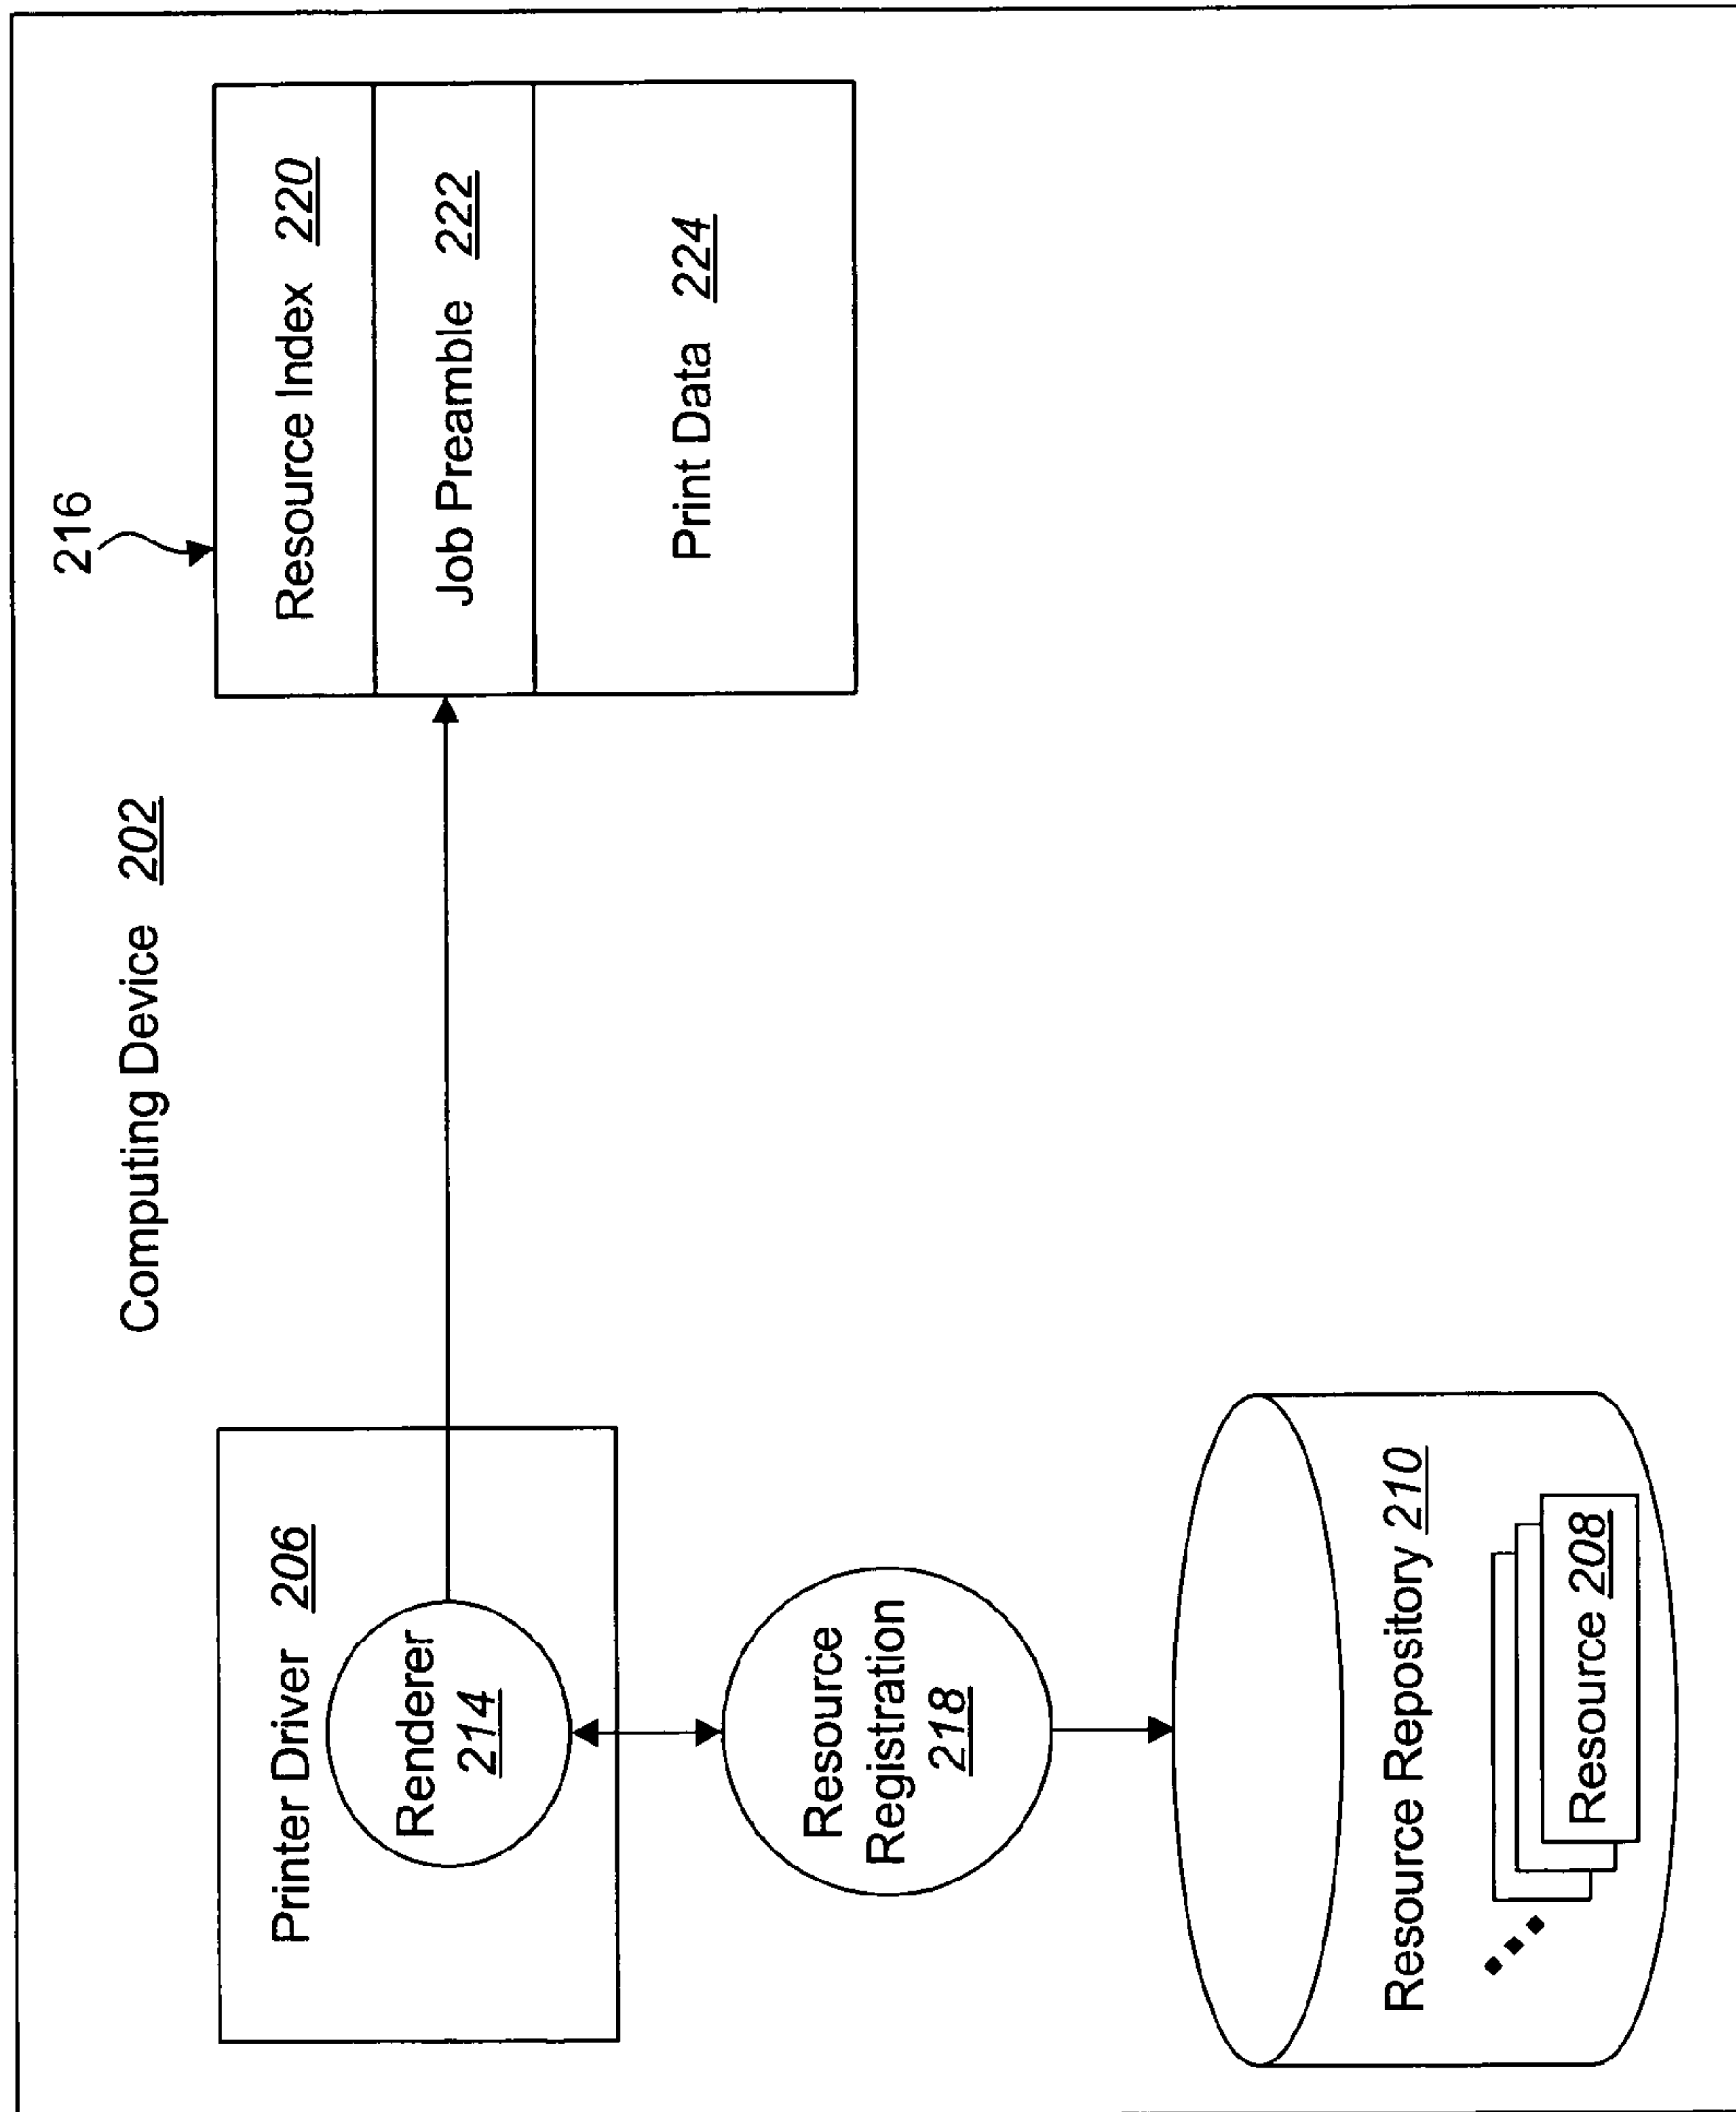 Computing Device 202
216
Printer Driver 206
Renderer
214
Resource Index 220
Job Preamble 222
Print Data 224
Resource
Registration
218
Resource Repository 210
Resource 208